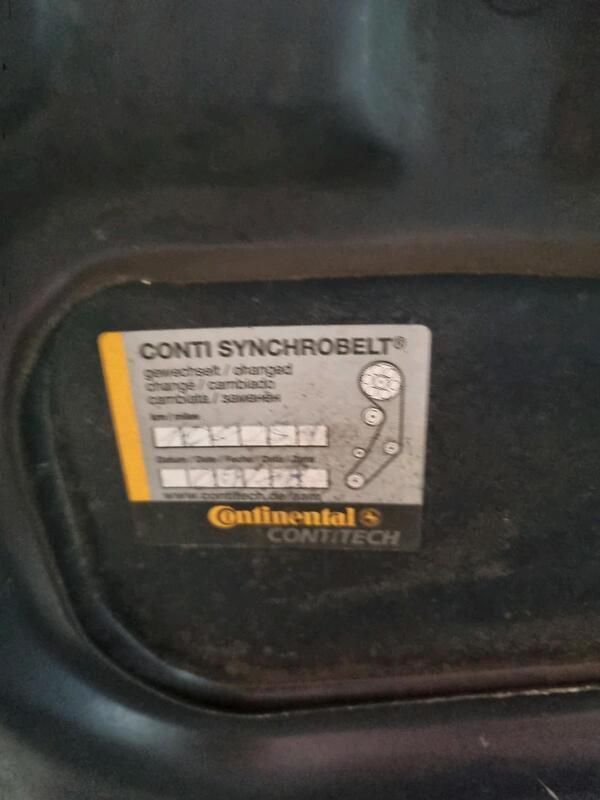 CONTI SYNCHROBELT®
gewechselt / changed
changé / cambiado
cambiata / заменён
km / miles
Datum / Date / Fecha / Data / Дата
www.contitech.de/aam
Continental
CONTITECH